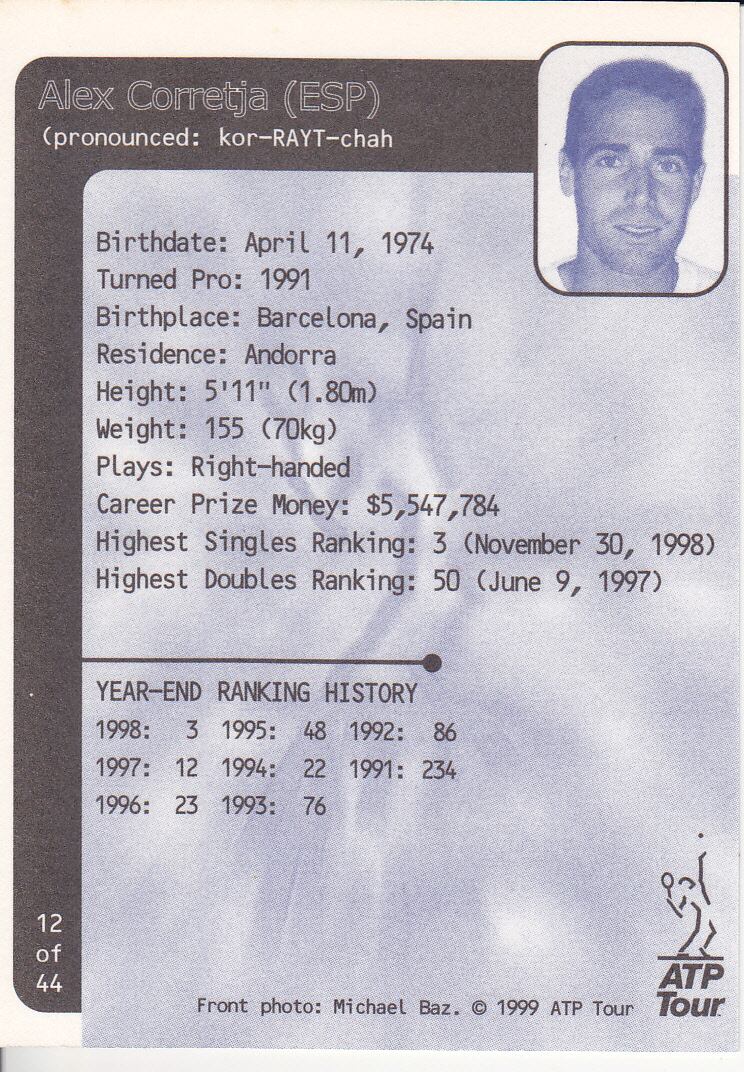 Alex Corretja (ESP)
(pronounced: kor-RAYT-chah
Birthdate: April 11, 1974
Turned Pro: 1991
Birthplace: Barcelona, Spain
Residence: Andorra
Height: 5'11" (1.80m)
Weight: 155 (70kg)
Plays: Right-handed
Career Prize Money: $5,547,784
Highest Singles Ranking: 3 (November 30, 1998)
Highest Doubles Ranking: 50 (June 9, 1997)
YEAR-END RANKING HISTORY
1998: 3 1995: 48 1992: 86
1997: 12 1994: 22 1991: 234
1996: 23 1993: 76
12
of
44
Front photo: Michael Baz. © 1999 ATP Tour
ATP
Tour